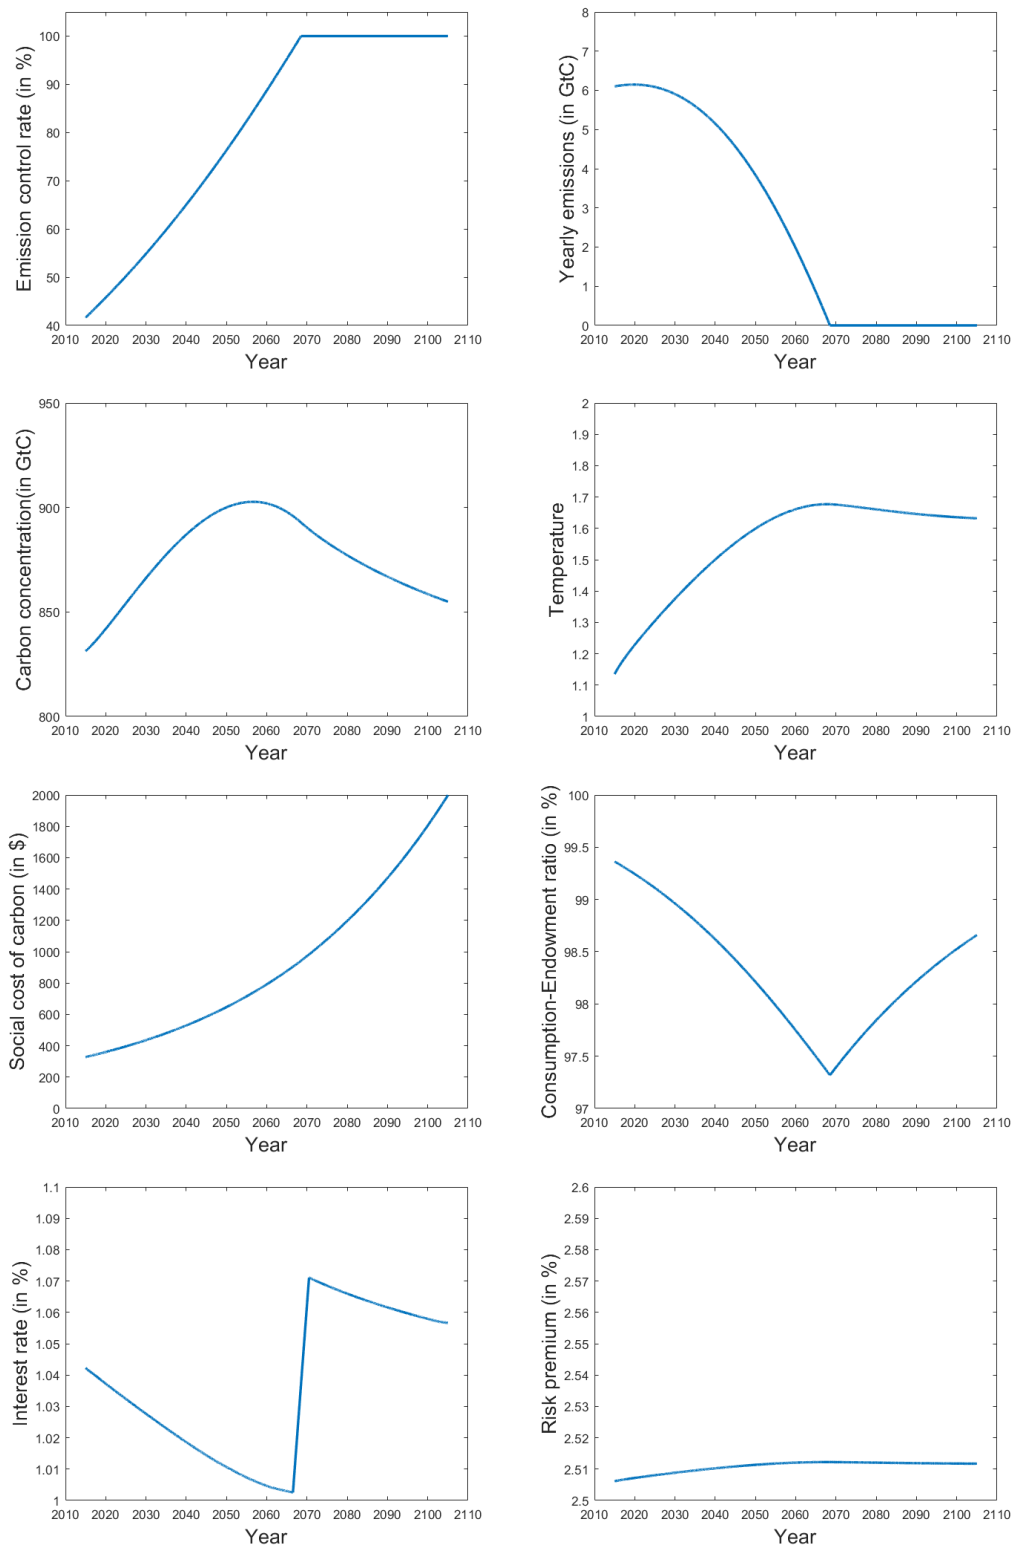 Emission control rate (in %)
100
90
80
70
60
50
40
2010 2020 2030 2040 2050 2060 2070 2080 2090 2100 2110
Year
Yearly emissions (in GtC)
8
7
6
5
4
3
2
1
0
2010 2020 2030 2040 2050 2060 2070 2080 2090 2100 2110
Year
Carbon concentration(in GtC)
950
900
850
800
2010 2020 2030 2040 2050 2060 2070 2080 2090 2100 2110
Year
Temperature
2
1.9
1.8
1.7
1.6
1.5
1.4
1.3
1.2
1.1
1
2010 2020 2030 2040 2050 2060 2070 2080 2090 2100 2110
Year
Social cost of carbon (in $)
2000
1800
1600
1400
1200
1000
800
600
400
200
0
2010 2020 2030 2040 2050 2060 2070 2080 2090 2100 2110
Year
Consumption-Endowment ratio (in %)
100
99.5
99
98.5
98
97.5
97
2010 2020 2030 2040 2050 2060 2070 2080 2090 2100 2110
Year
Interest rate (in %)
1.1
1.09
1.08
1.07
1.06
1.05
1.04
1.03
1.02
1.01
1
2010 2020 2030 2040 2050 2060 2070 2080 2090 2100 2110
Year
Risk premium (in %)
2.6
2.59
2.58
2.57
2.56
2.55
2.54
2.53
2.52
2.51
2.5
2010 2020 2030 2040 2050 2060 2070 2080 2090 2100 2110
Year